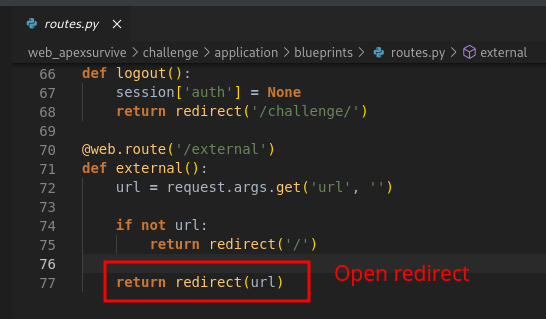 routes.py ×
web_apexsurvive > challenge > application > blueprints > routes.py > external
66 def logout():
67     session['auth'] = None
68     return redirect('/challenge/')
69
70 @web.route('/external')
71 def external():
72     url = request.args.get('url', '')
73
74     if not url:
75         return redirect('/')
76
77     return redirect(url) Open redirect